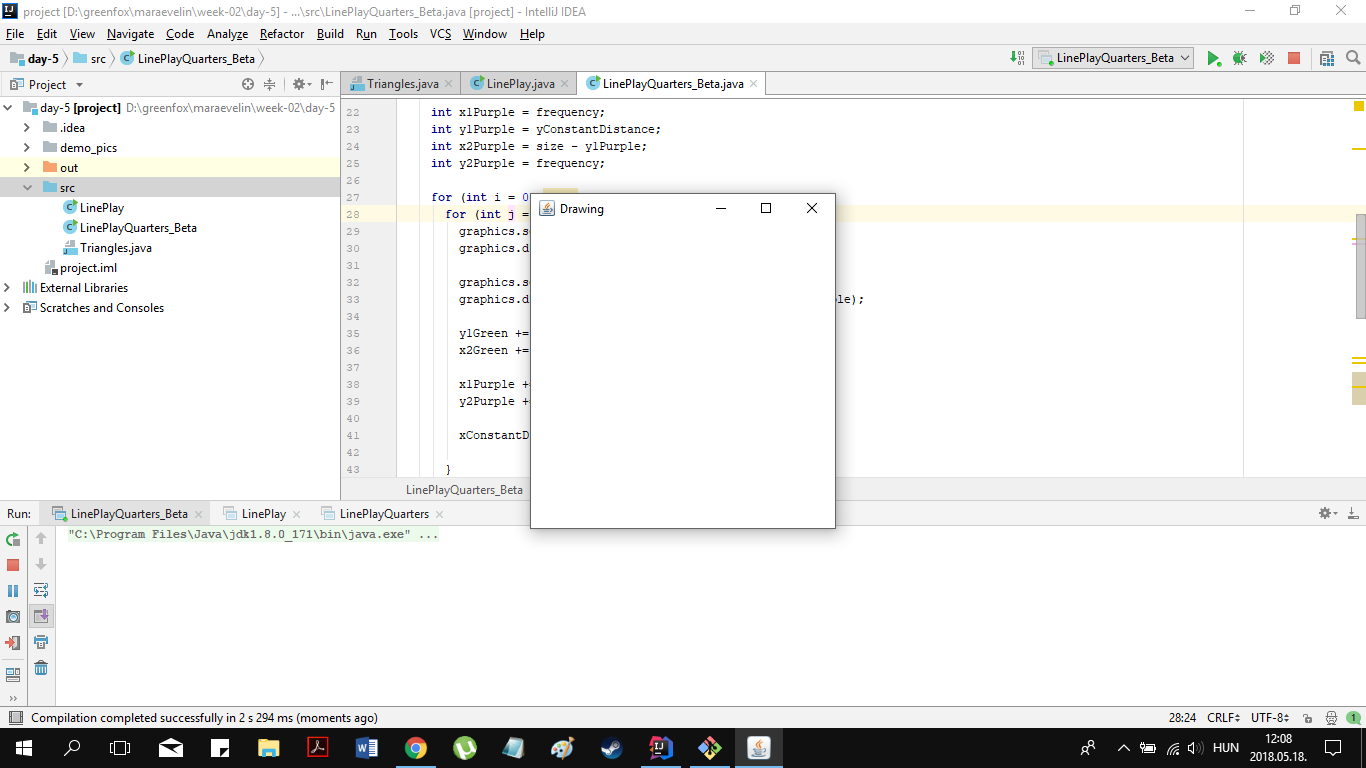 project [D:\greenfox\maraevelin\week-02\day-5] - ...\src\LinePlayQuarters_Beta.java [project] - IntelliJ IDEA
File Edit View Navigate Code Analyze Refactor Build Run Tools VCS Window Help
day-5 src LinePlayQuarters_Beta
LinePlayQuarters_Beta
Project
Triangles.java LinePlay.java LinePlayQuarters_Beta.java
day-5 [project] D:\greenfox\maraevelin\week-02\day-5
.idea
demo_pics
out
src
LinePlay
LinePlayQuarters_Beta
Triangles.java
project.iml
External Libraries
Scratches and Consoles
22 int x1Purple = frequency;
23 int y1Purple = yConstantDistance;
24 int x2Purple = size - y1Purple;
25 int y2Purple = frequency;
26
27 for (int i = 0
28 for (int j =
29 graphics.s
30 graphics.d
31
32 graphics.s
33 graphics.d le);
34
35 y1Green +=
36 x2Green +=
37
38 x1Purple +
39 y2Purple +
40
41 xConstantD
42
43 }
LinePlayQuarters_Beta
Drawing
Run: LinePlayQuarters_Beta LinePlay LinePlayQuarters
"C:\Program Files\Java\jdk1.8.0_171\bin\java.exe" ...
Compilation completed successfully in 2 s 294 ms (moments ago)
28:24 CRLF UTF-8 1
HUN
12:08
2018.05.18.